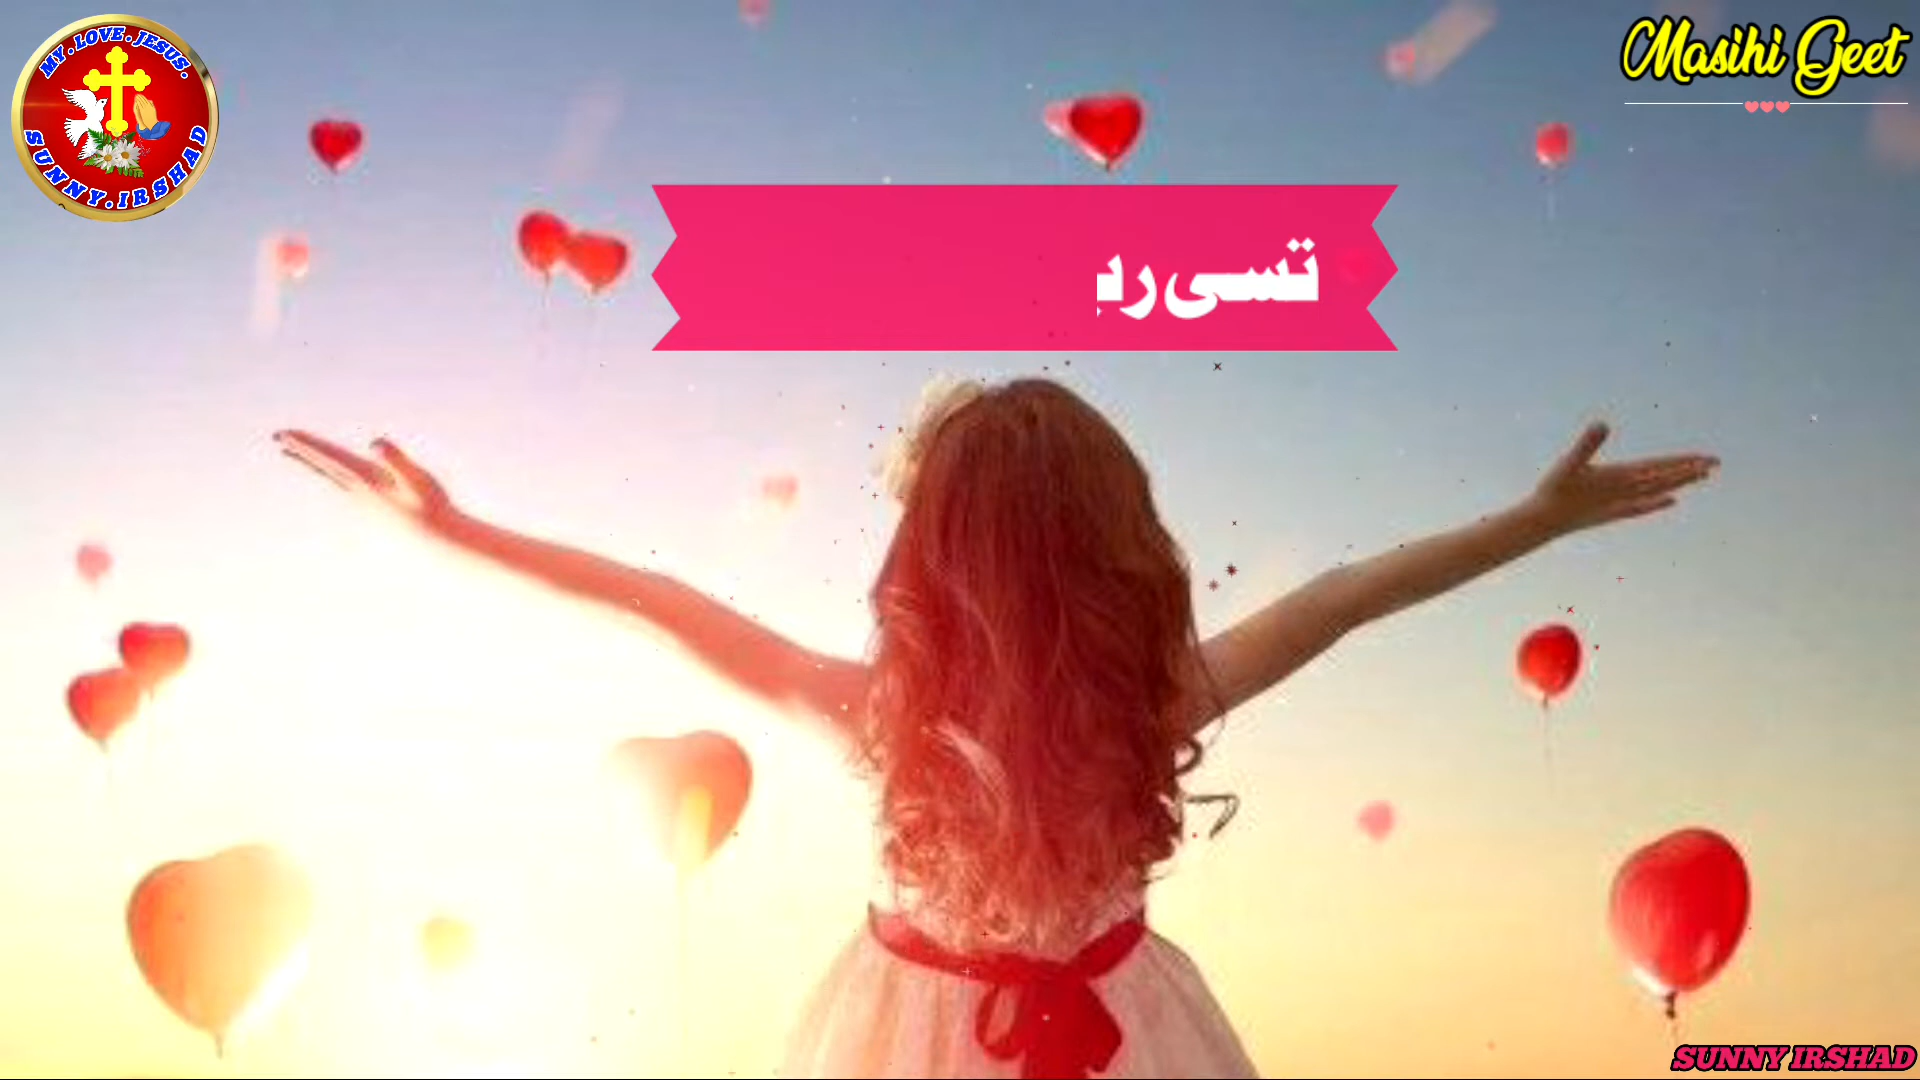 MY.LOVE.JESUS.
SUNNY.IRSHAD
Masihi Geet
تسی
SUNNY IRSHAD